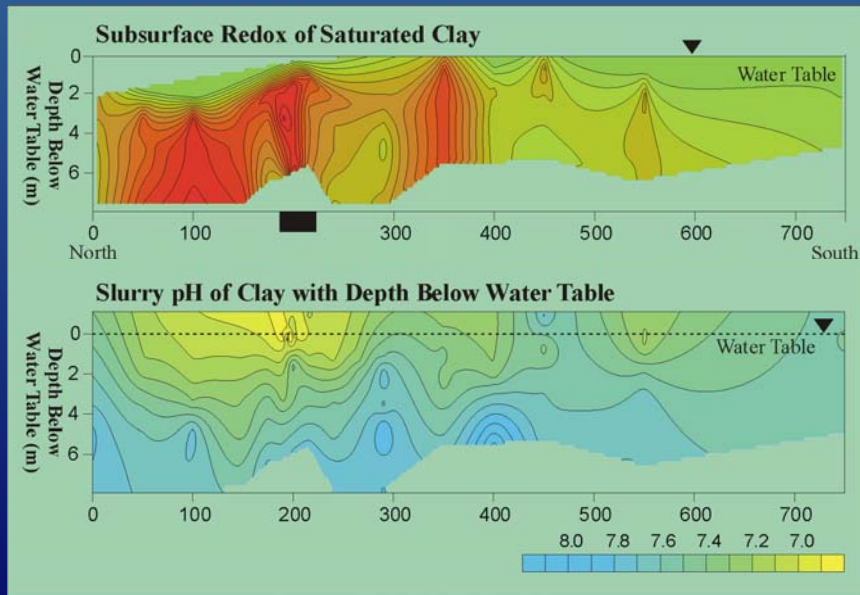 Subsurface Redox of Saturated Clay
Depth Below
Water Table (m)
0
2
4
6
Water Table
0
100
200
300
400
500
600
700
North
South
Slurry pH of Clay with Depth Below Water Table
Depth Below
Water Table (m)
0
2
4
6
Water Table
0
100
200
300
400
500
600
700
8.0 7.8 7.6 7.4 7.2 7.0